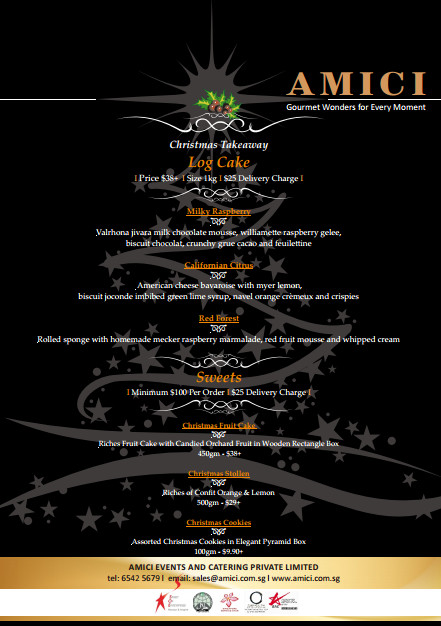 AMICI
Gourmet Wonders for Every Moment
Christmas Takeaway
Log Cake
l Price $38+ l Size 1kg l $25 Delivery Charge l
Milky Raspberry
Valrhona jivara milk chocolate mousse, williamette raspberry gelee,
biscuit chocolat, crunchy grue cacao and feuilettine
Californian Citrus
American cheese bavaroise with myer lemon,
biscuit joconde imbibed green lime syrup, navel orange crémeux and crispies
Red Forest
Rolled sponge with homemade mecker raspberry marmalade, red fruit mousse and whipped cream
Sweets
l Minimum $100 Per Order l $25 Delivery Charge l
Christmas Fruit Cake
Riches Fruit Cake with Candied Orchard Fruit in Wooden Rectangle Box
450gm - $38+
Christmas Stollen
Riches of Confit Orange & Lemon
500gm - $29+
Christmas Cookies
Assorted Christmas Cookies in Elegant Pyramid Box
100gm - $9.90+
AMICI EVENTS AND CATERING PRIVATE LIMITED
tel: 6542 5679 l email: sales@amici.com.sg l www.amici.com.sg